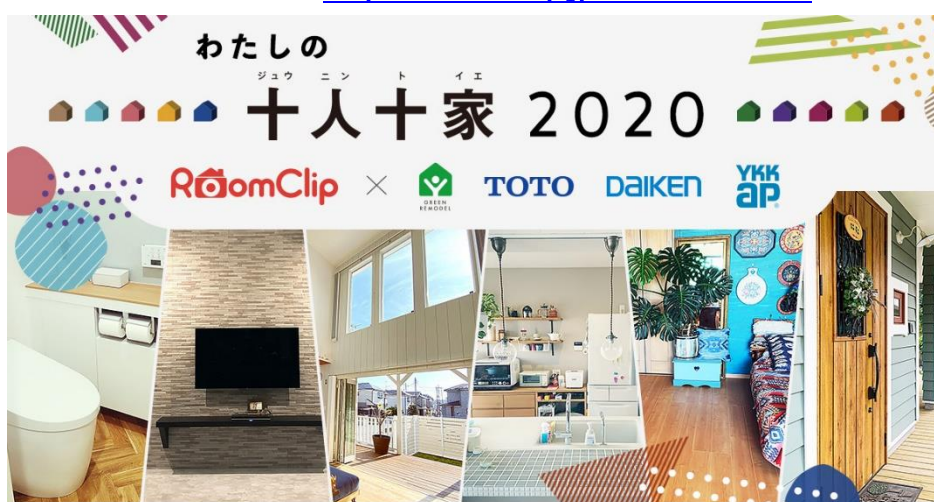 わたしの
ジュウ ニン ト イエ
十人十家 2020
RoomClip × GREEN REMODEL TOTO DAIKEN YKK ap